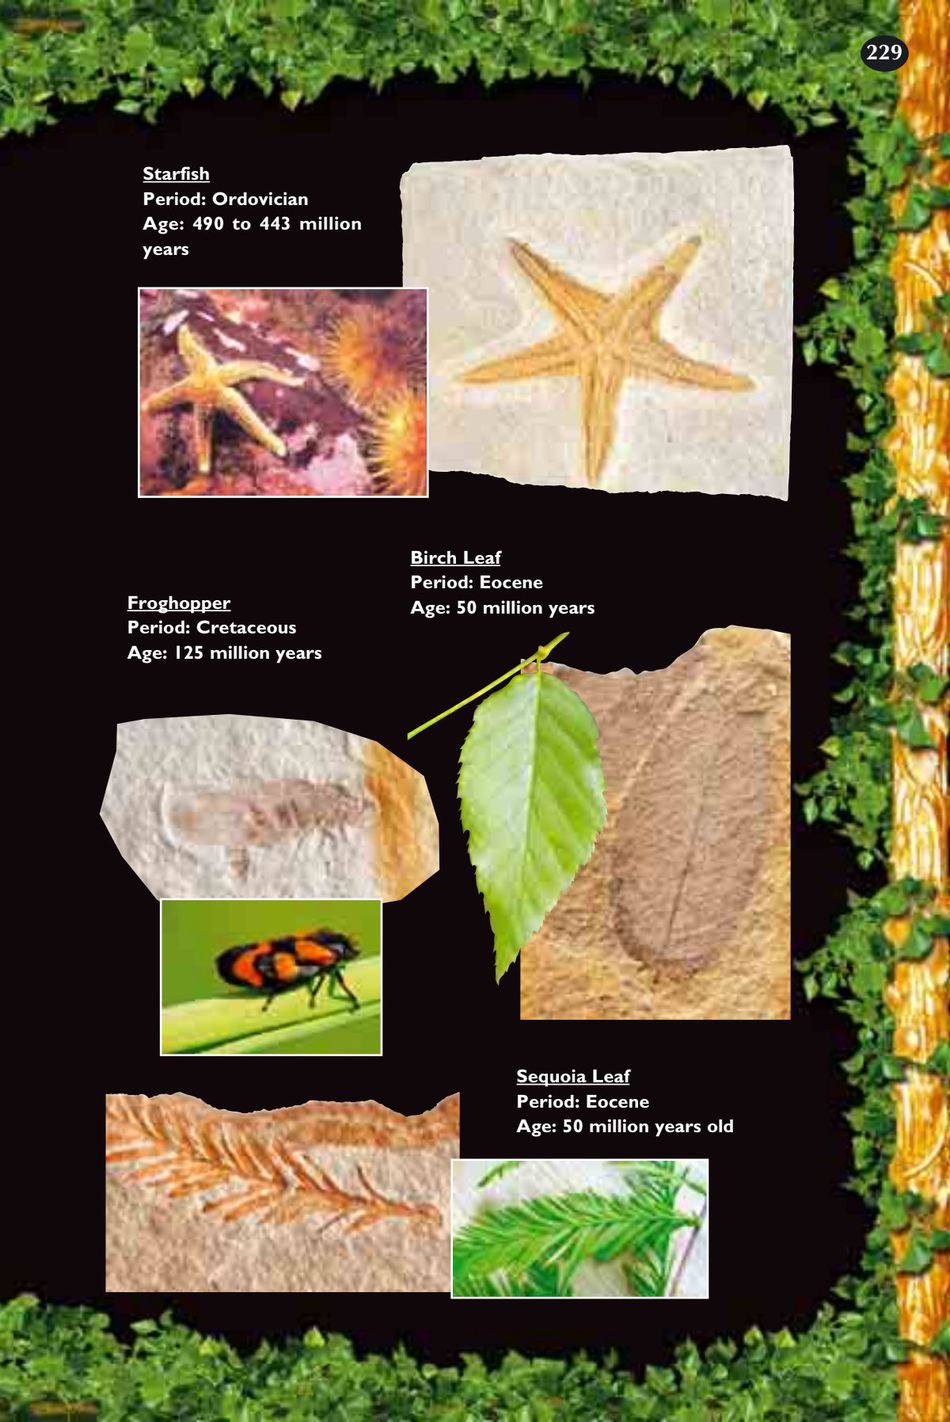 229
Starfish
Period: Ordovician
Age: 490 to 443 million
years
Birch Leaf
Period: Eocene
Age: 50 million years
Froghopper
Period: Cretaceous
Age: 125 million years
Sequoia Leaf
Period: Eocene
Age: 50 million years old